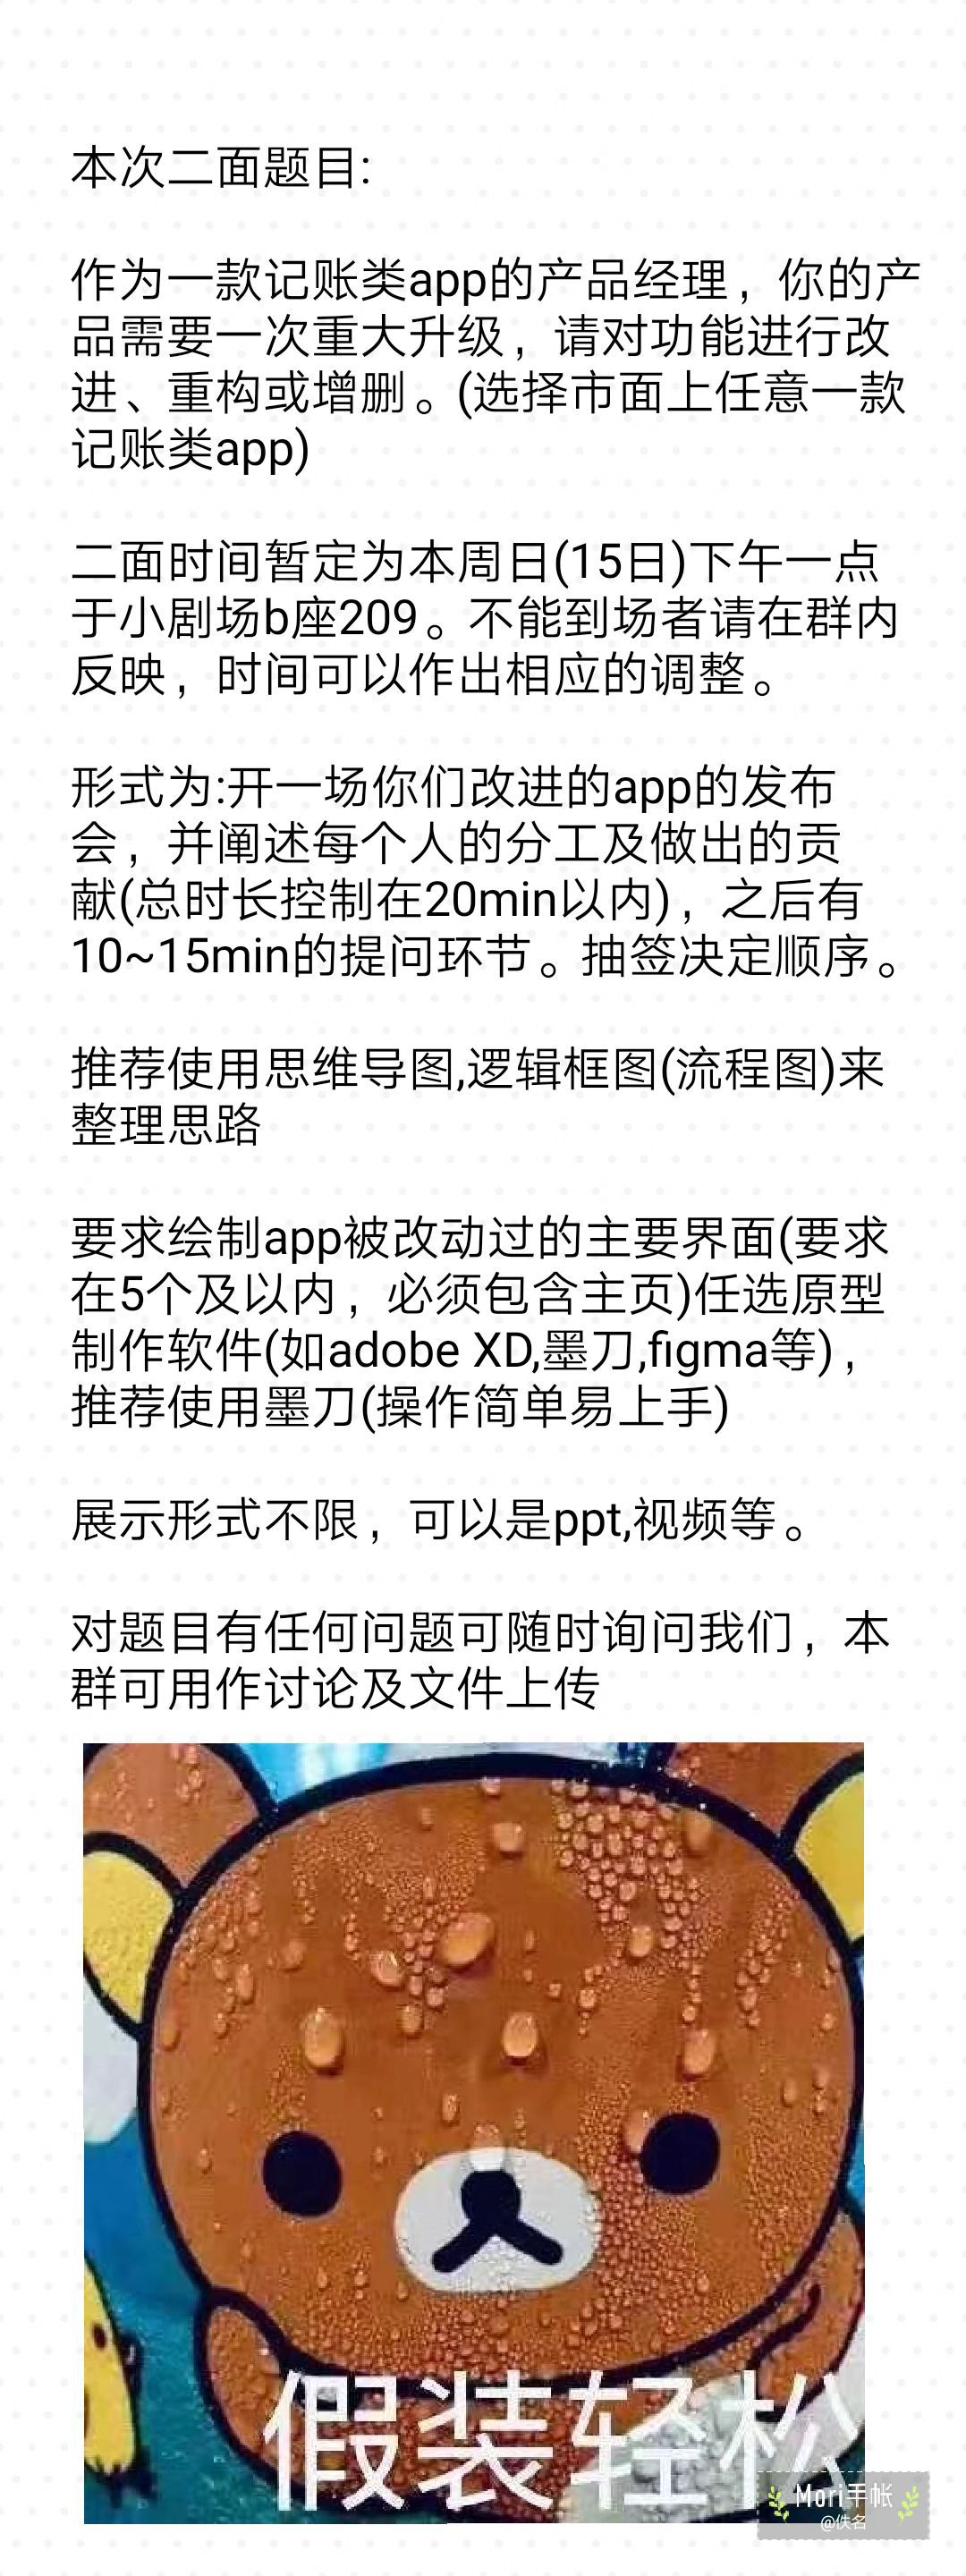 本次二面题目:
作为一款记账类app的产品经理，你的产
品需要一次重大升级，请对功能进行改
进、重构或增删。(选择市面上任意一款
记账类app)
二面时间暂定为本周日(15日)下午一点
于小剧场b座209。不能到场者请在群内
反映，时间可以作出相应的调整。
形式为:开一场你们改进的app的发布
会，并阐述每个人的分工及做出的贡
献(总时长控制在20min以内)，之后有
10~15min的提问环节。抽签决定顺序。
推荐使用思维导图,逻辑框图(流程图)来
整理思路
要求绘制app被改动过的主要界面(要求
在5个及以内，必须包含主页)任选原型
制作软件(如adobe XD,墨刀,figma等)，
推荐使用墨刀(操作简单易上手)
展示形式不限，可以是ppt,视频等。
对题目有任何问题可随时询问我们，本
群可用作讨论及文件上传
假装轻松
Mori手帐
@佚名